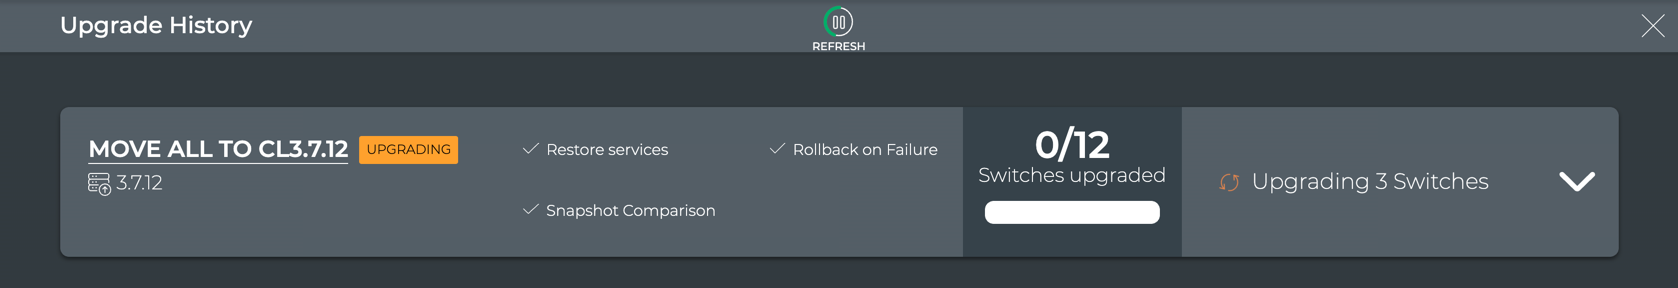 Upgrade History
REFRESH
MOVE ALL TO CL3.7.12
UPGRADING
3.7.12
Restore services
Rollback on Failure
Snapshot Comparison
0/12
Switches upgraded
Upgrading 3 Switches